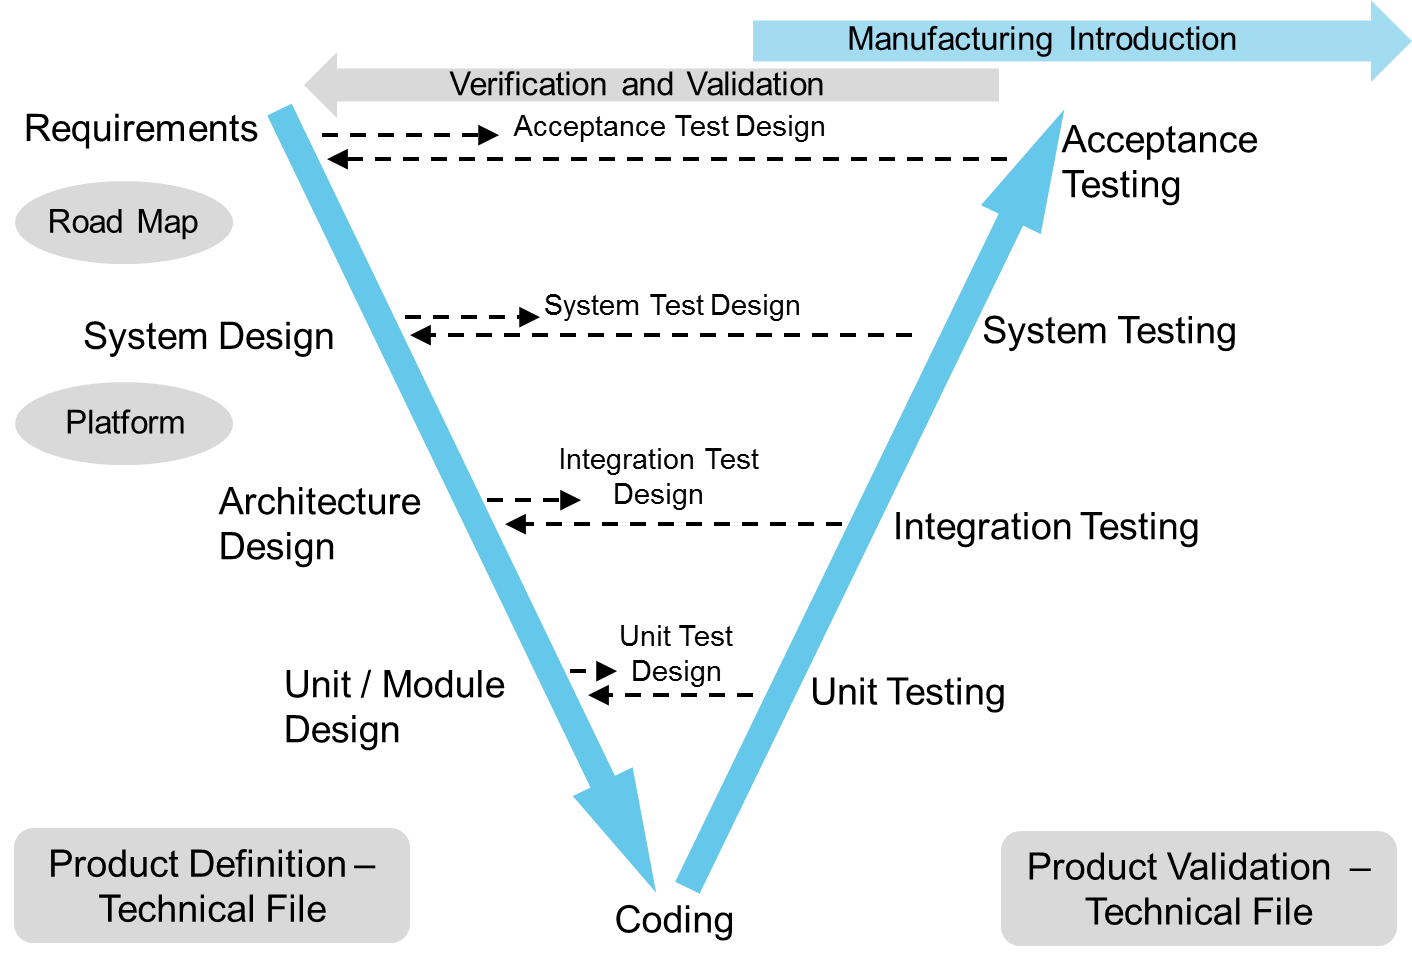 Manufacturing Introduction
Verification and Validation
Requirements
Acceptance Test Design
Acceptance
Testing
Road Map
System Design
System Test Design
System Testing
Platform
Architecture
Design
Integration Test
Design
Integration Testing
Unit / Module
Design
Unit Test
Design
Unit Testing
Product Definition –
Technical File
Coding
Product Validation –
Technical File